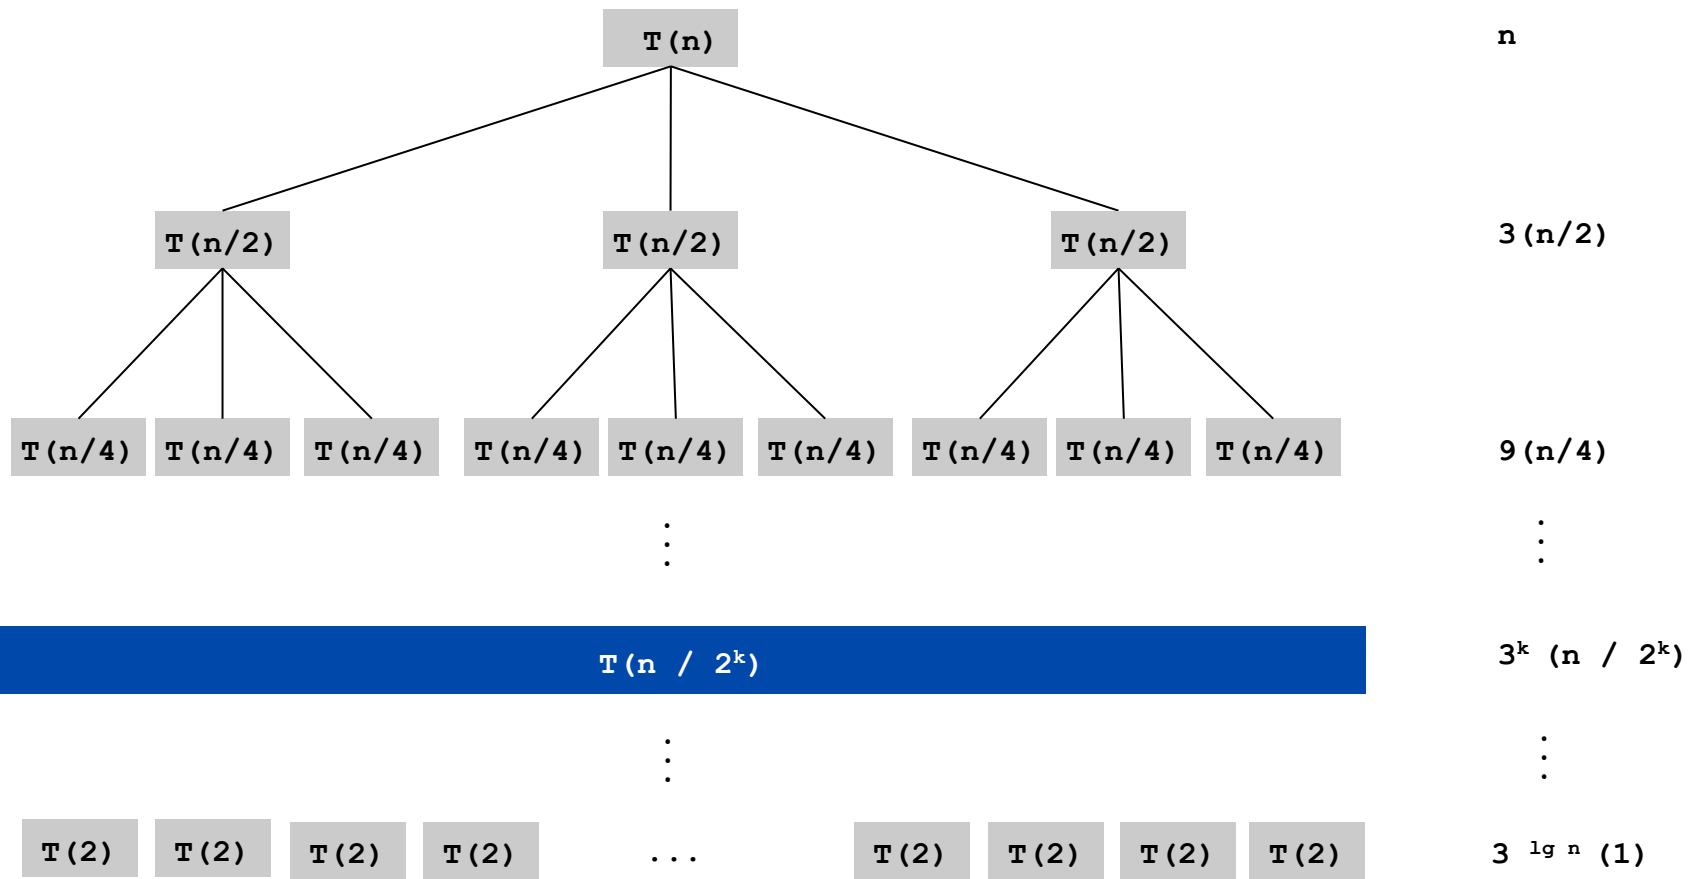 T(n) n
T(n/2) T(n/2) T(n/2) 3(n/2)
T(n/4) T(n/4) T(n/4) T(n/4) T(n/4) T(n/4) T(n/4) T(n/4) T(n/4) 9(n/4)
T(n / 2ᵏ) 3ᵏ (n / 2ᵏ)
T(2) T(2) T(2) T(2) ... T(2) T(2) T(2) T(2) 3 ˡᵍ ⁿ (1)